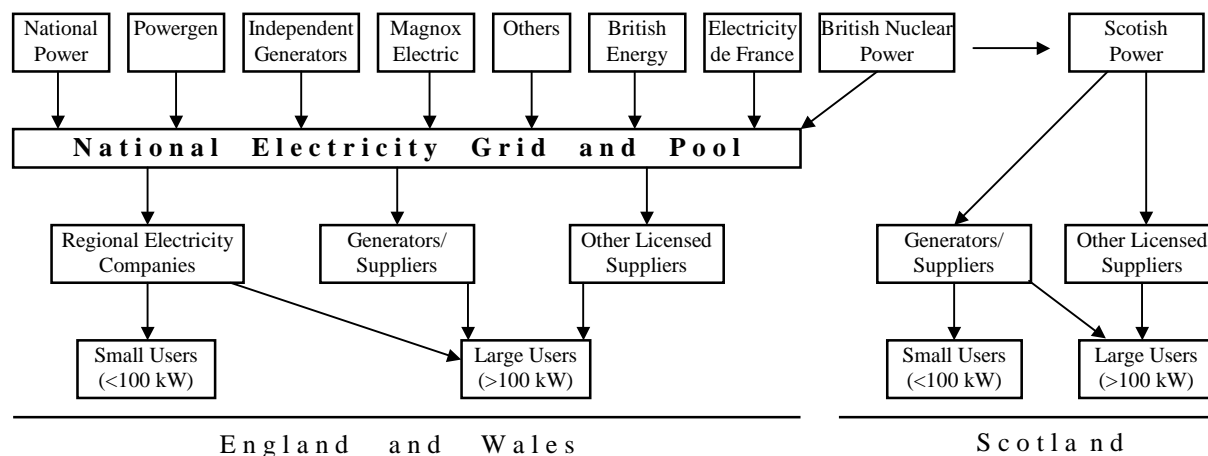 National
Power
Powergen
Independent
Generators
Magnox
Electric
Others
British
Energy
Electricity
de France
British Nuclear
Power
Scotish
Power
National Electricity Grid and Pool
Regional Electricity
Companies
Generators/
Suppliers
Other Licensed
Suppliers
Generators/
Suppliers
Other Licensed
Suppliers
Small Users
(<100 kW)
Large Users
(>100 kW)
Small Users
(<100 kW)
Large Users
(>100 kW)
England and Wales
Scotland